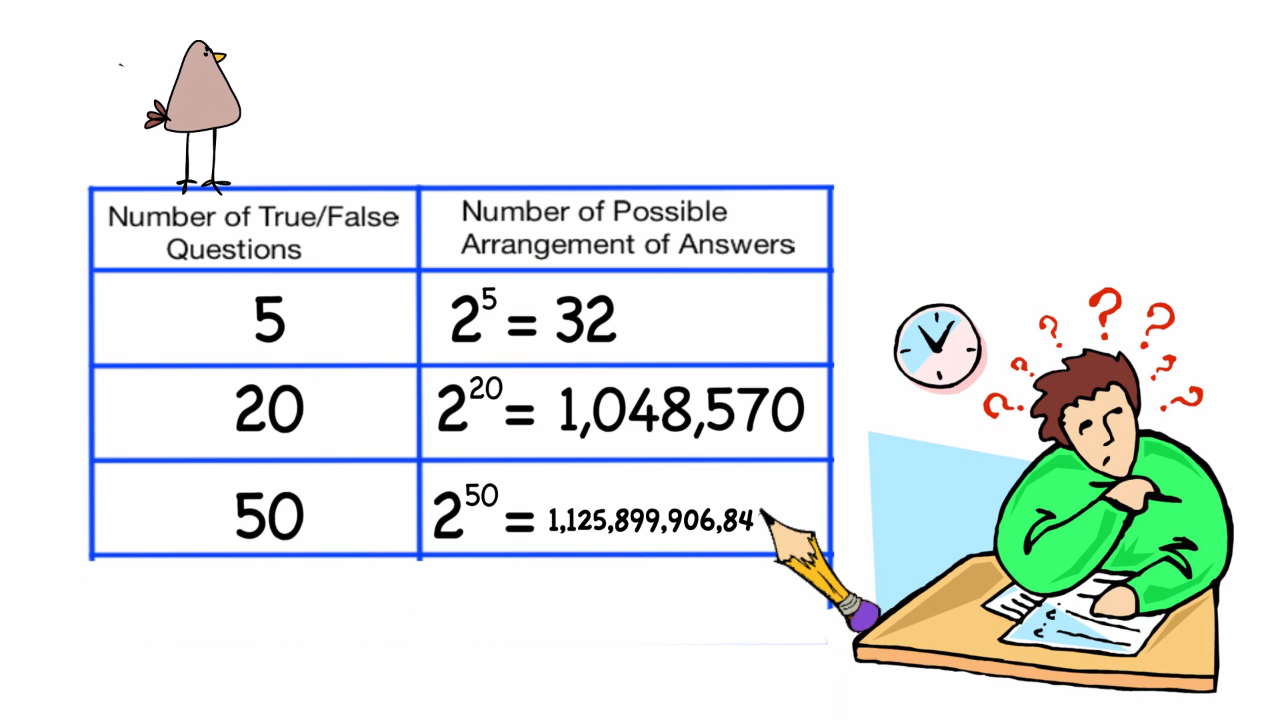 Number of True/False
Questions
Number of Possible
Arrangement of Answers
5
2⁵ = 32
20
2²⁰ = 1,048,570
50
2⁵⁰ = 1,125,899,906,84
? ? ? ? ? ? ?